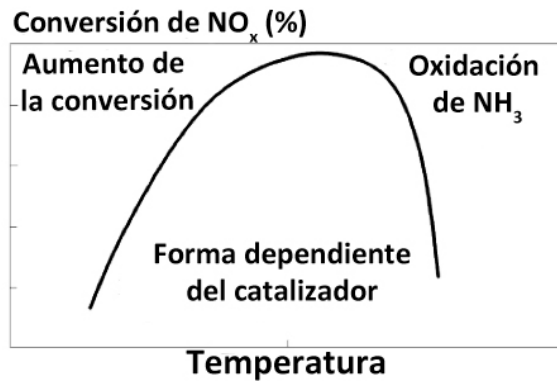 Conversión de NOx (%)
Aumento de
la conversión
Oxidación
de NH3
Forma dependiente
del catalizador
Temperatura